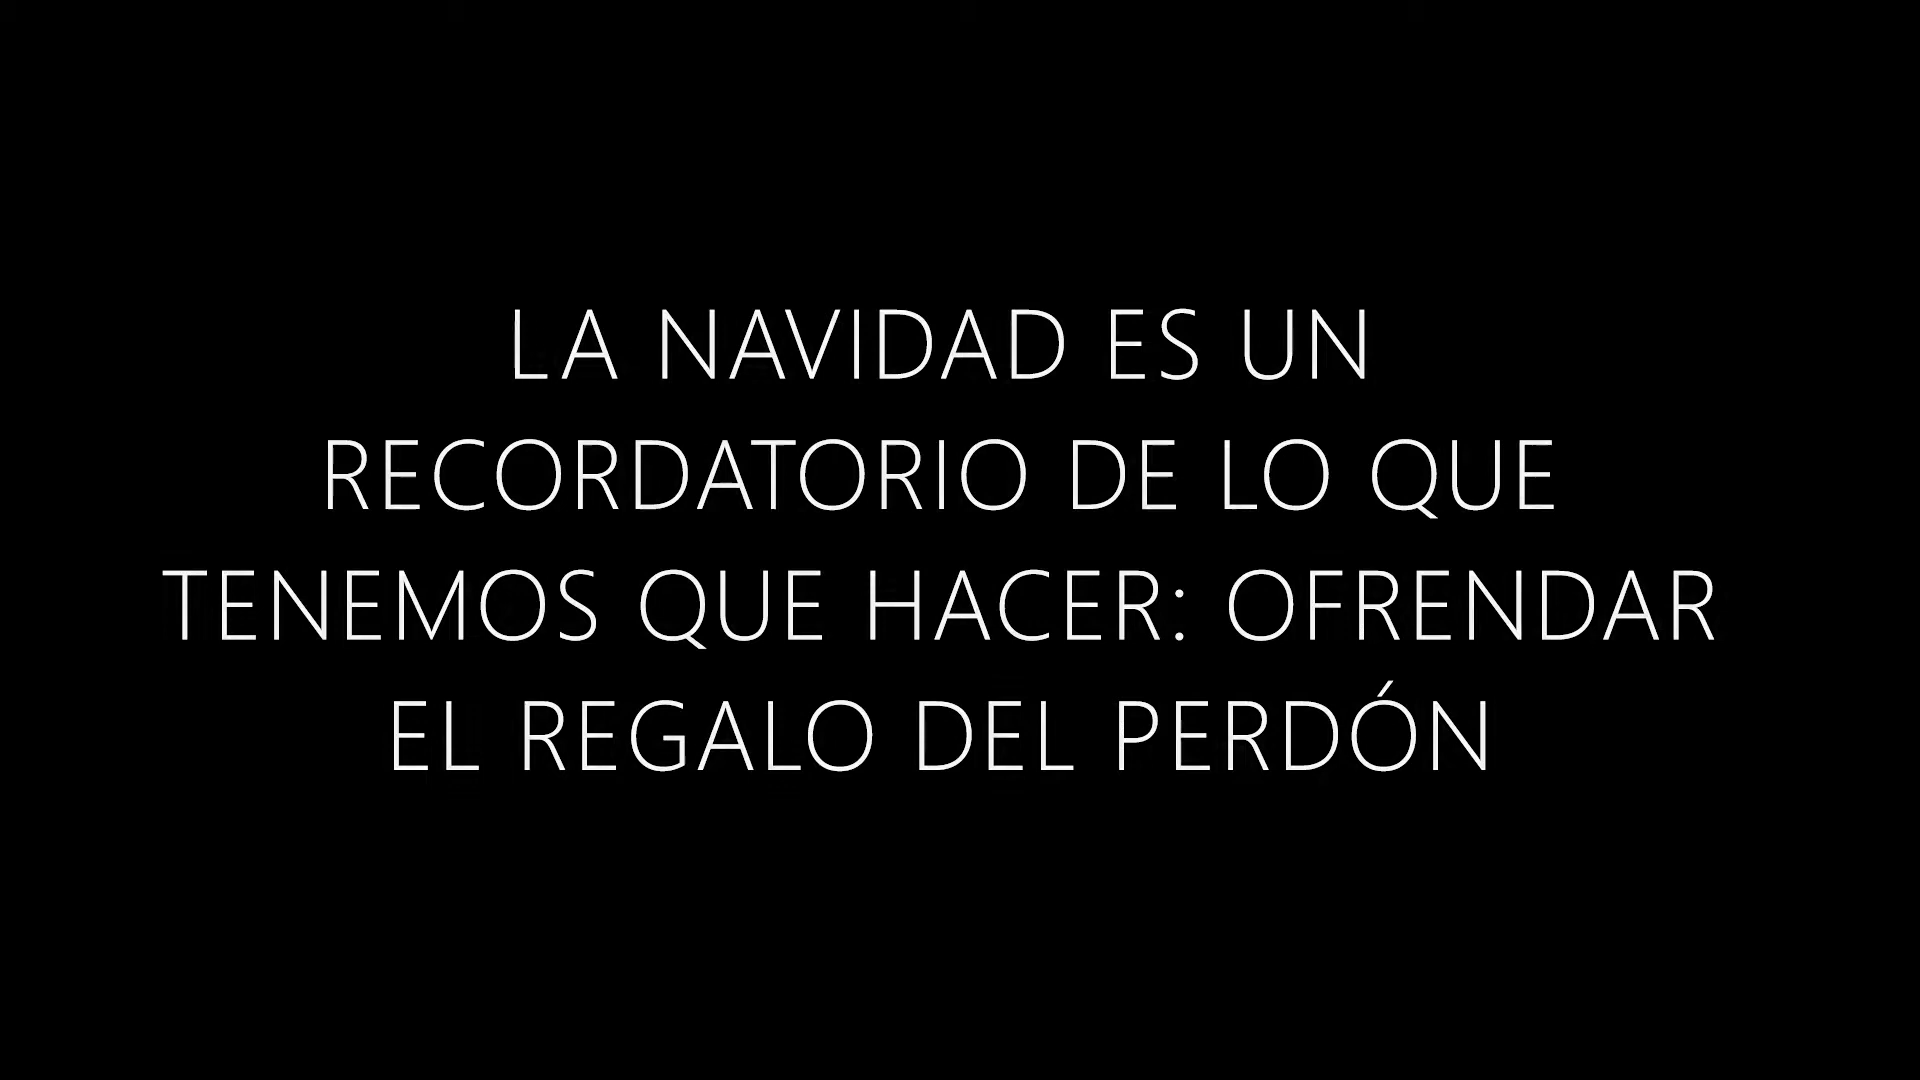 LA NAVIDAD ES UN
RECORDATORIO DE LO QUE
TENEMOS QUE HACER: OFRENDAR
EL REGALO DEL PERDÓN